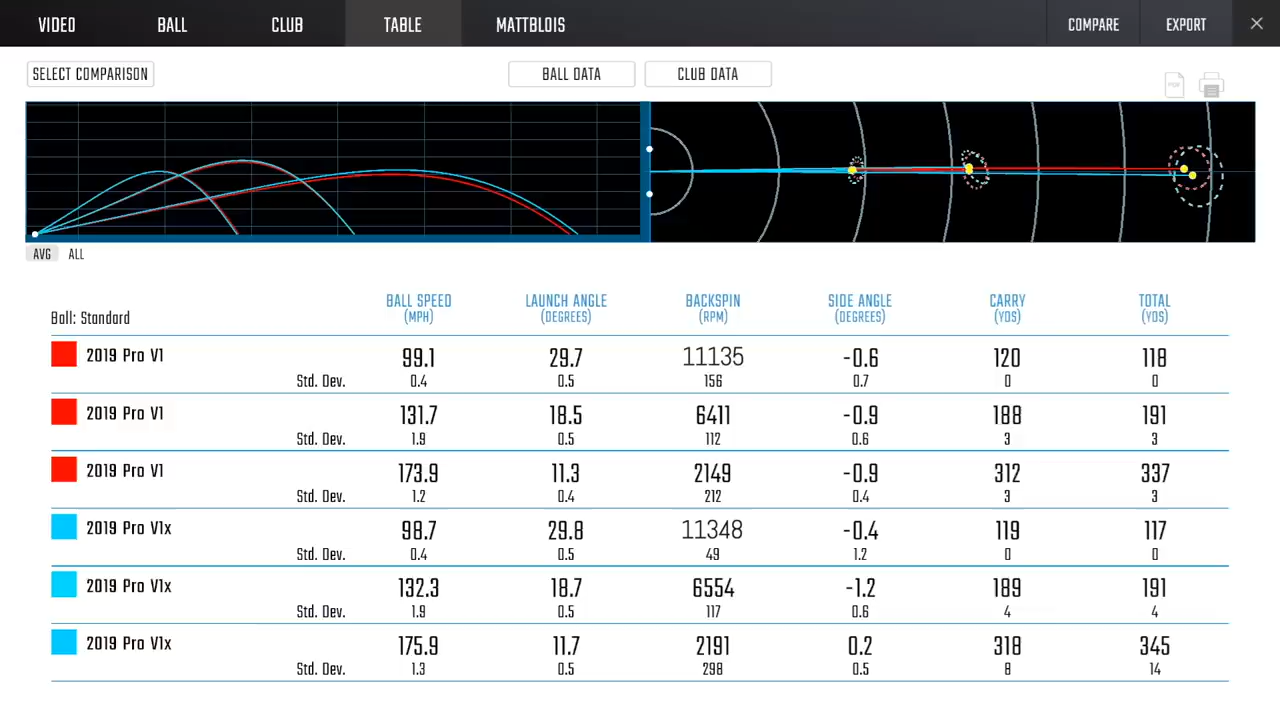 VIDEO BALL CLUB TABLE MATTBLOIS COMPARE EXPORT ×
SELECT COMPARISON BALL DATA CLUB DATA
PDF
AVG ALL
Ball: Standard BALL SPEED (MPH) LAUNCH ANGLE (DEGREES) BACKSPIN (RPM) SIDE ANGLE (DEGREES) CARRY (YDS) TOTAL (YDS)
2019 Pro V1 99.1 29.7 11135 -0.6 120 118
Std. Dev. 0.4 0.5 156 0.7 0 0
2019 Pro V1 131.7 18.5 6411 -0.9 188 191
Std. Dev. 1.9 0.5 112 0.6 3 3
2019 Pro V1 173.9 11.3 2149 -0.9 312 337
Std. Dev. 1.2 0.4 212 0.4 3 3
2019 Pro V1x 98.7 29.8 11348 -0.4 119 117
Std. Dev. 0.4 0.5 49 1.2 0 0
2019 Pro V1x 132.3 18.7 6554 -1.2 189 191
Std. Dev. 1.9 0.5 117 0.6 4 4
2019 Pro V1x 175.9 11.7 2191 0.2 318 345
Std. Dev. 1.3 0.5 298 0.5 8 14